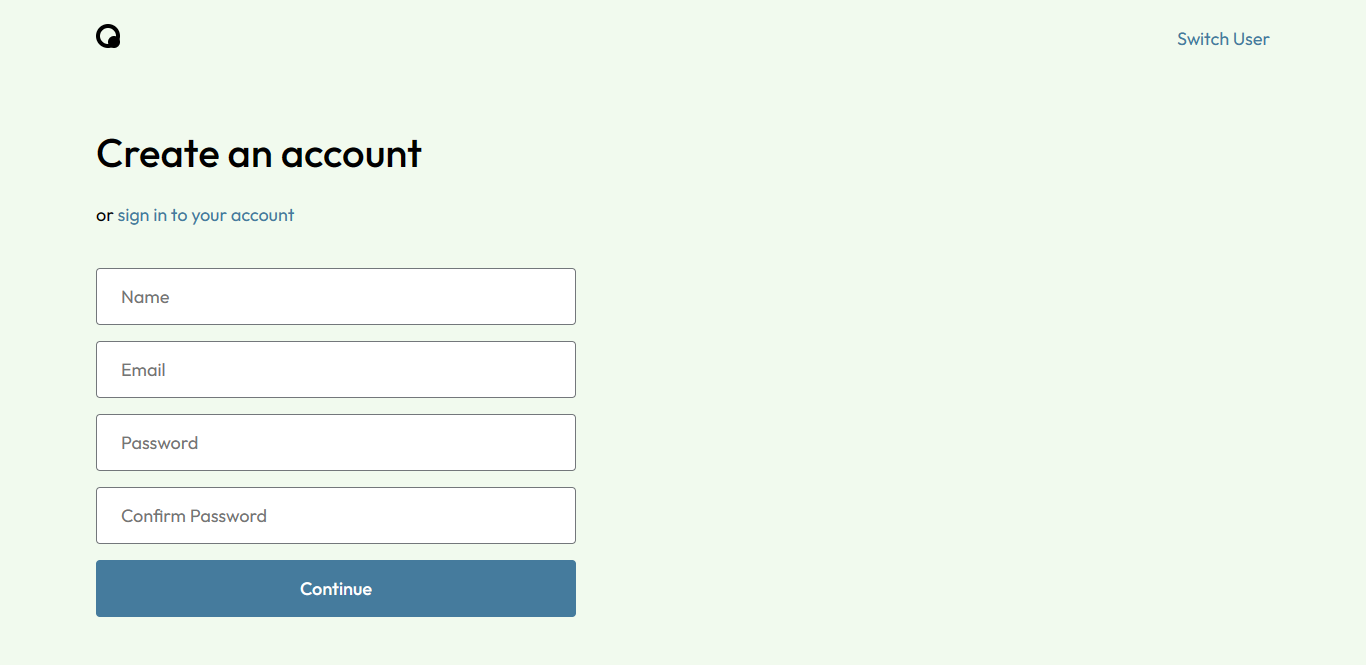 Switch User
Create an account
or sign in to your account
Name
Email
Password
Confirm Password
Continue